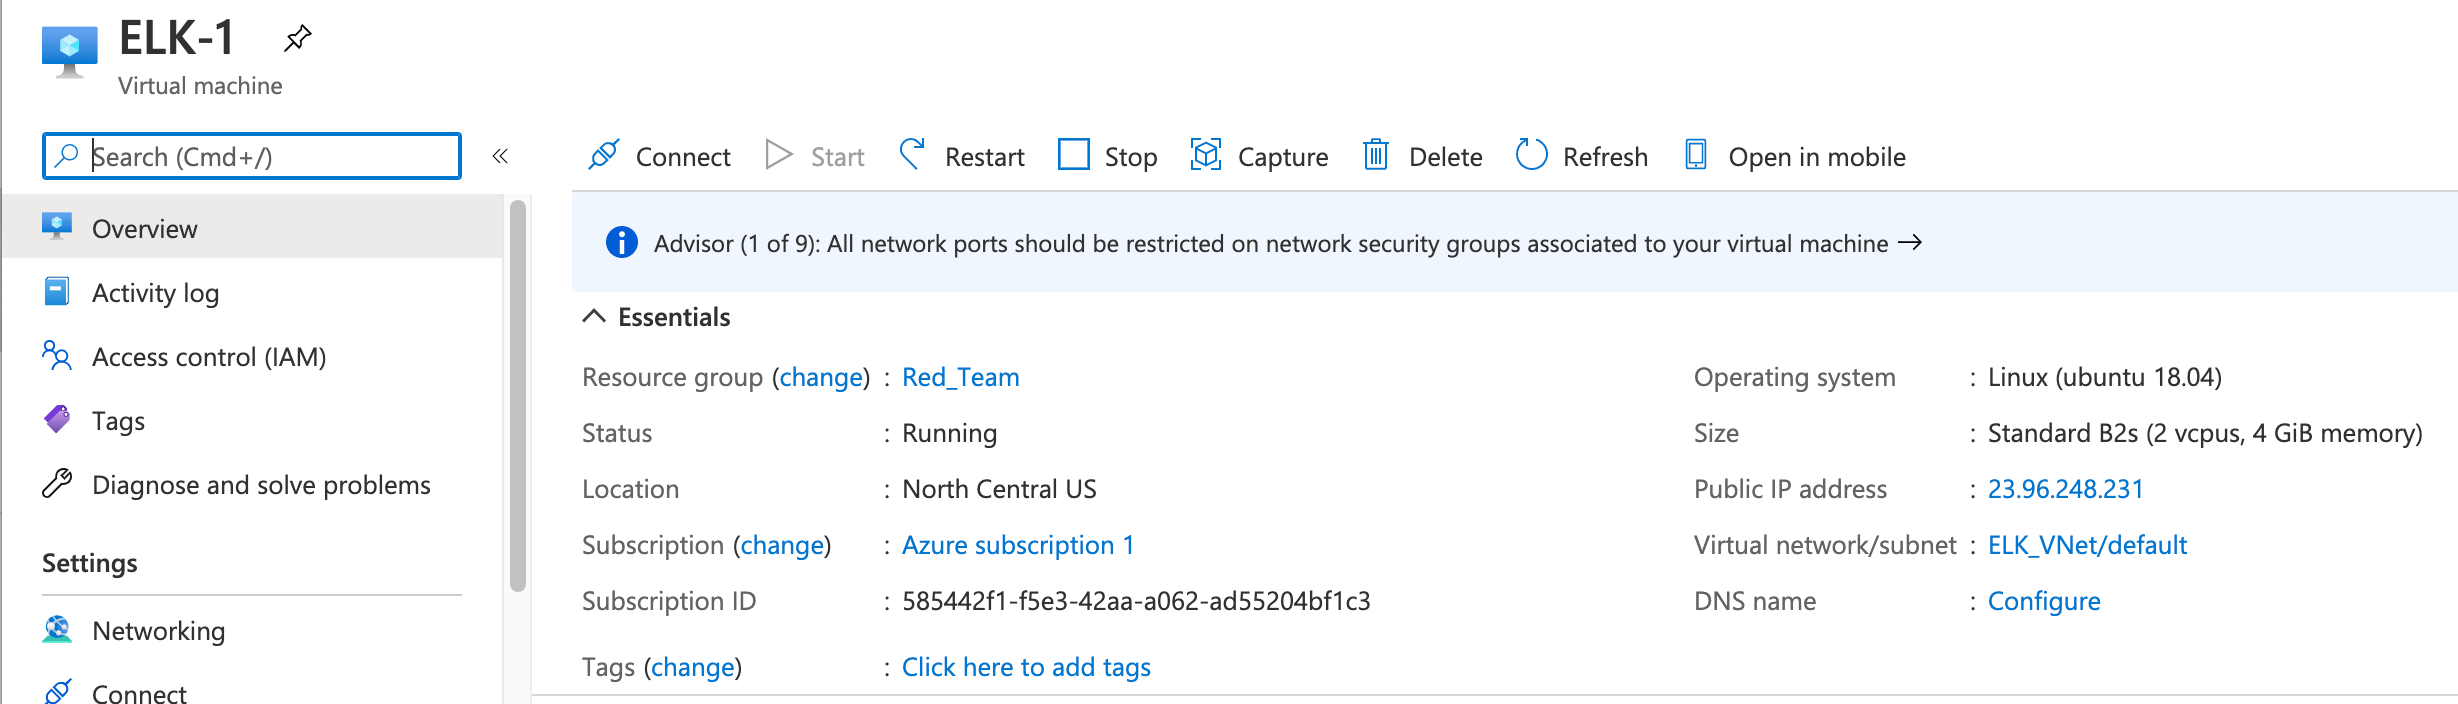 ELK-1
Virtual machine
Search (Cmd+/)
«
Connect
Start
Restart
Stop
Capture
Delete
Refresh
Open in mobile
Overview
Activity log
Access control (IAM)
Tags
Diagnose and solve problems
Settings
Networking
Connect
Advisor (1 of 9): All network ports should be restricted on network security groups associated to your virtual machine →
Essentials
Resource group (change) : Red_Team
Status : Running
Location : North Central US
Subscription (change) : Azure subscription 1
Subscription ID : 585442f1-f5e3-42aa-a062-ad55204bf1c3
Tags (change) : Click here to add tags
Operating system : Linux (ubuntu 18.04)
Size : Standard B2s (2 vcpus, 4 GiB memory)
Public IP address : 23.96.248.231
Virtual network/subnet : ELK_VNet/default
DNS name : Configure